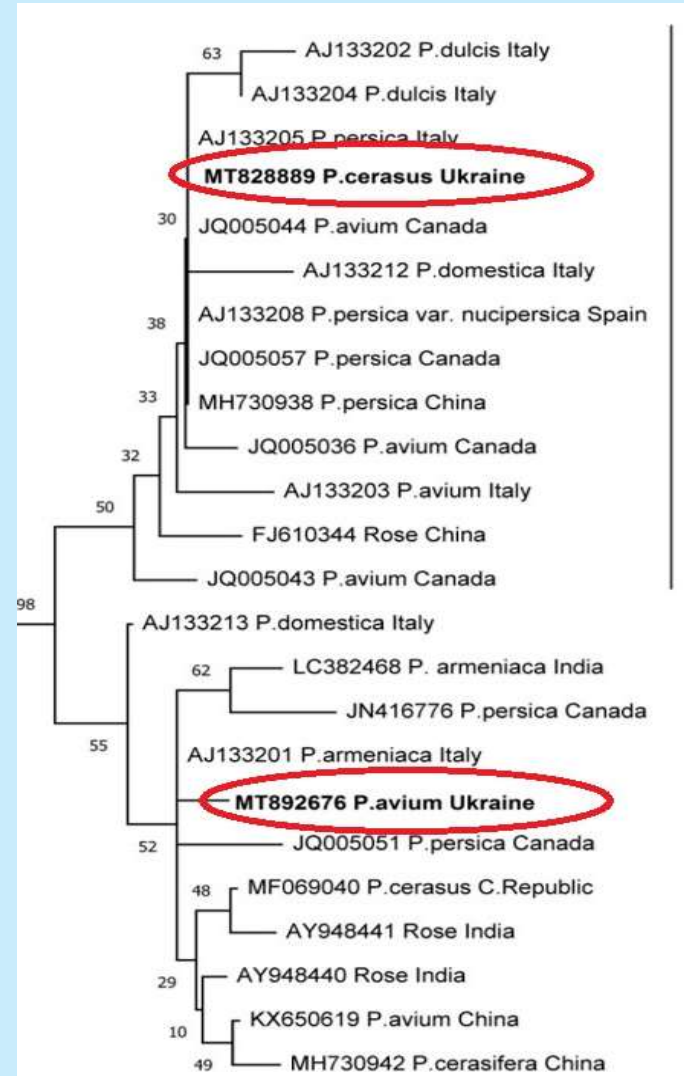 63
AJ133202 P.dulcis Italy
AJ133204 P.dulcis Italy
AJ133205 P.persica Italy
MT828889 P.cerasus Ukraine
30
JQ005044 P.avium Canada
AJ133212 P.domestica Italy
38
AJ133208 P.persica var. nucipersica Spain
JQ005057 P.persica Canada
33
MH730938 P.persica China
32
JQ005036 P.avium Canada
AJ133203 P.avium Italy
50
FJ610344 Rose China
JQ005043 P.avium Canada
98
AJ133213 P.domestica Italy
62
LC382468 P. armeniaca India
JN416776 P.persica Canada
55
AJ133201 P.armeniaca Italy
MT892676 P.avium Ukraine
52
JQ005051 P.persica Canada
48
MF069040 P.cerasus C.Republic
AY948441 Rose India
29
AY948440 Rose India
10
KX650619 P.avium China
49
MH730942 P.cerasifera China